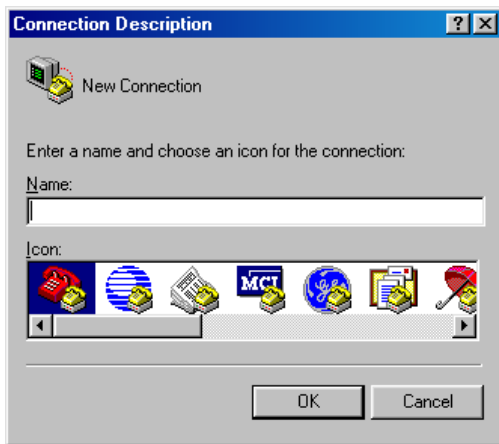 Connection Description
New Connection
Enter a name and choose an icon for the connection:
Name:
Icon:
MCI
OK
Cancel